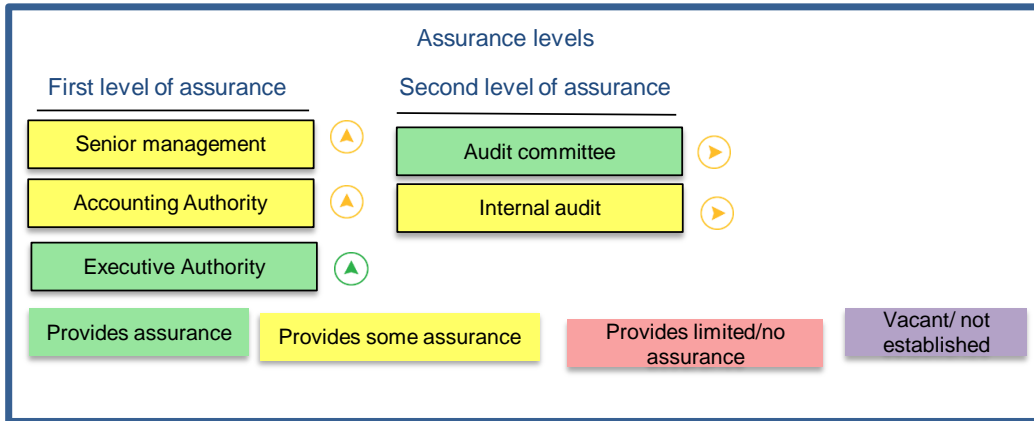 Assurance levels
First level of assurance
Second level of assurance
Senior management
Audit committee
Accounting Authority
Internal audit
Executive Authority
Provides assurance
Provides some assurance
Provides limited/no
assurance
Vacant/ not
established